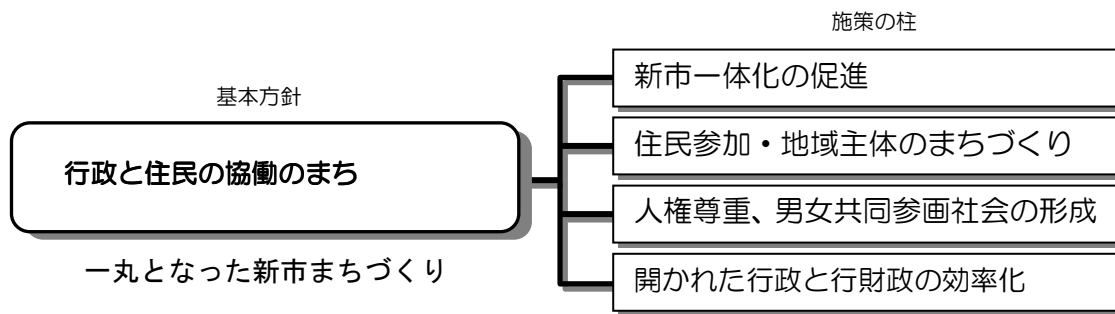 基本方針
行政と住民の協働のまち
一丸となった新市まちづくり
施策の柱
新市一体化の促進
住民参加・地域主体のまちづくり
人権尊重、男女共同参画社会の形成
開かれた行政と行財政の効率化